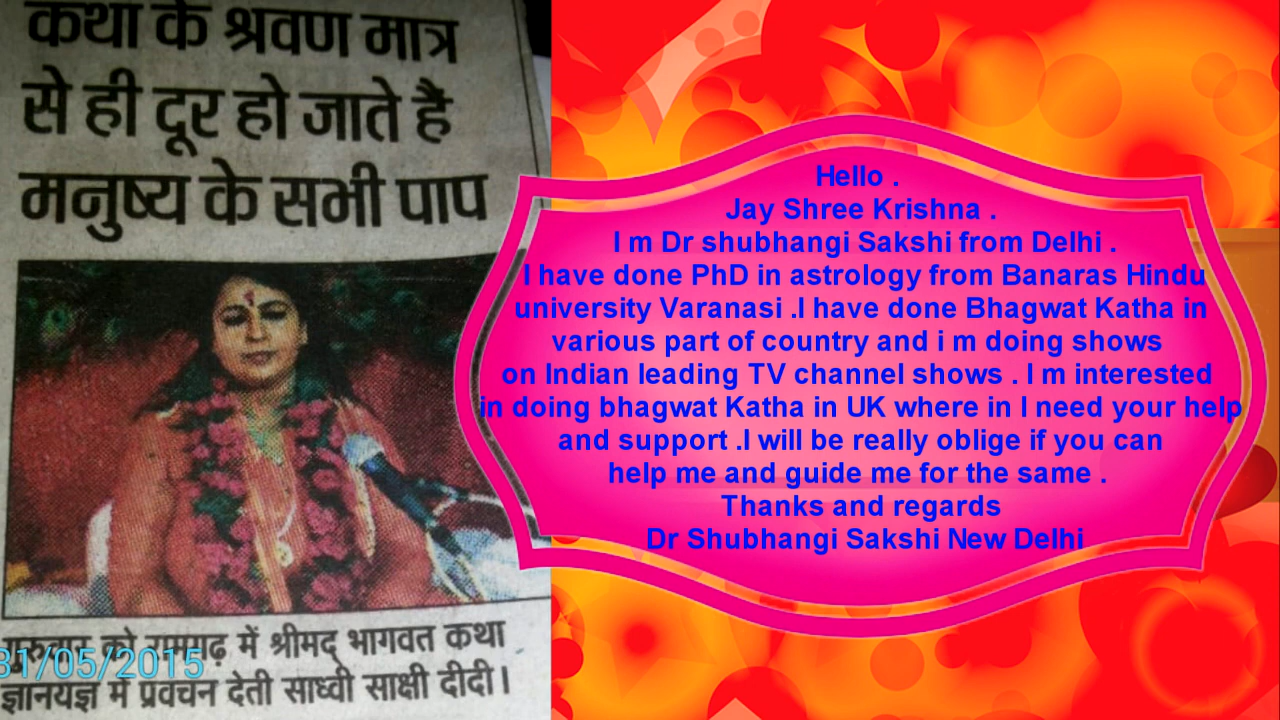 कथा के श्रवण मात्र
से ही दूर हो जाते हैं
मनुष्य के सभी पाप
गुरुवार को रामगढ़ में श्रीमद् भागवत कथा
ज्ञानयज्ञ में प्रवचन देती साध्वी साक्षी दीदी।
31/05/2015
Hello .
Jay Shree Krishna .
I m Dr shubhangi Sakshi from Delhi .
I have done PhD in astrology from Banaras Hindu
university Varanasi .I have done Bhagwat Katha in
various part of country and i m doing shows
on Indian leading TV channel shows . I m interested
in doing bhagwat Katha in UK where in I need your help
and support .I will be really oblige if you can
help me and guide me for the same .
Thanks and regards
Dr Shubhangi Sakshi New Delhi